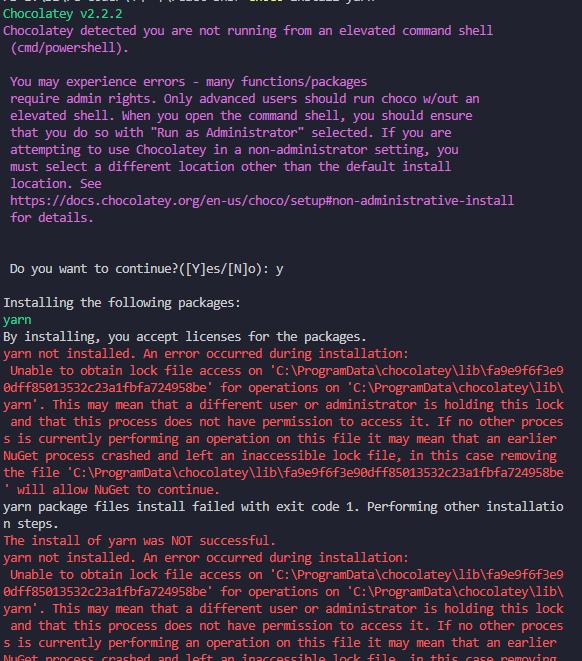 Chocolatey v2.2.2
Chocolatey detected you are not running from an elevated command shell
(cmd/powershell).
You may experience errors - many functions/packages
require admin rights. Only advanced users should run choco w/out an
elevated shell. When you open the command shell, you should ensure
that you do so with "Run as Administrator" selected. If you are
attempting to use Chocolatey in a non-administrator setting, you
must select a different location other than the default install
location. See
https://docs.chocolatey.org/en-us/choco/setup#non-administrative-install
for details.
Do you want to continue?([Y]es/[N]o): y
Installing the following packages:
yarn
By installing, you accept licenses for the packages.
yarn not installed. An error occurred during installation:
Unable to obtain lock file access on 'C:\ProgramData\chocolatey\lib\fa9e9f6f3e9
0dff85013532c23a1fbfa724958be' for operations on 'C:\ProgramData\chocolatey\lib\
yarn'. This may mean that a different user or administrator is holding this lock
and that this process does not have permission to access it. If no other proces
s is currently performing an operation on this file it may mean that an earlier
NuGet process crashed and left an inaccessible lock file, in this case removing
the file 'C:\ProgramData\chocolatey\lib\fa9e9f6f3e90dff85013532c23a1fbfa724958be
' will allow NuGet to continue.
yarn package files install failed with exit code 1. Performing other installatio
n steps.
The install of yarn was NOT successful.
yarn not installed. An error occurred during installation:
Unable to obtain lock file access on 'C:\ProgramData\chocolatey\lib\fa9e9f6f3e9
0dff85013532c23a1fbfa724958be' for operations on 'C:\ProgramData\chocolatey\lib\
yarn'. This may mean that a different user or administrator is holding this lock
and that this process does not have permission to access it. If no other proces
s is currently performing an operation on this file it may mean that an earlier
NuGet process crashed and left an inaccessible lock file, in this case removing